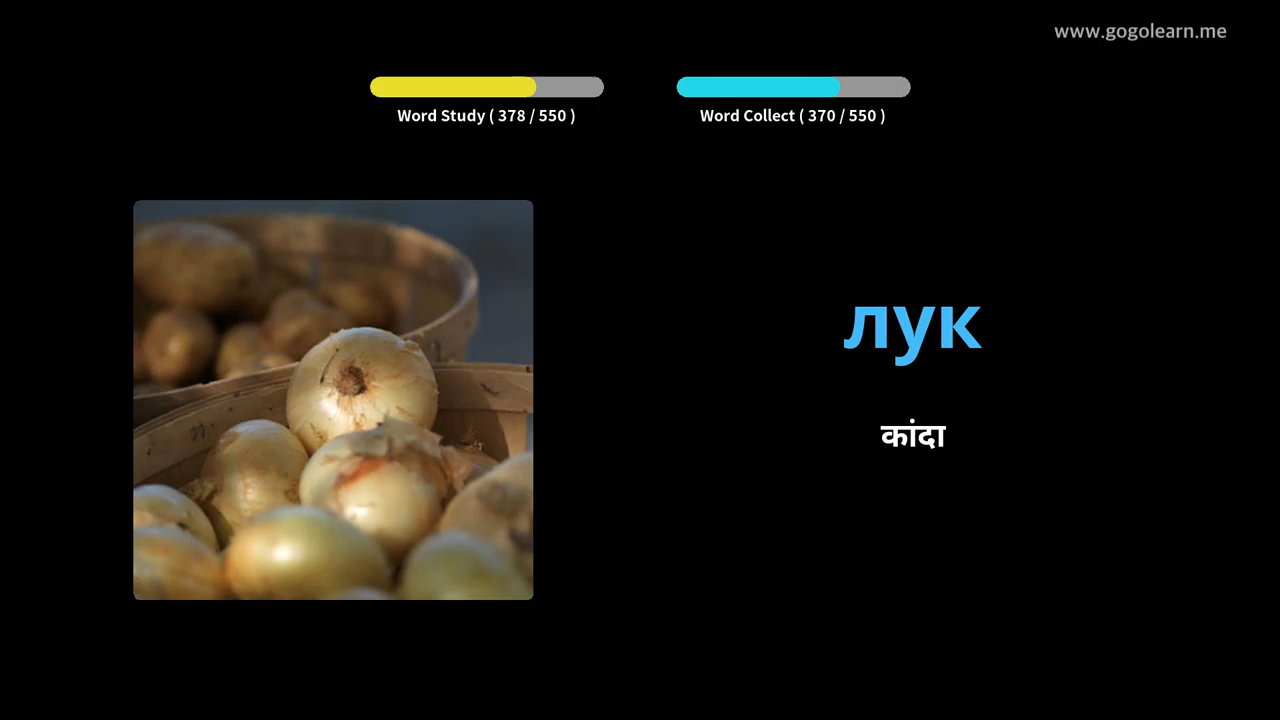 www.gogolearn.me
Word Study ( 378 / 550 )
Word Collect ( 370 / 550 )
лук
कांदा